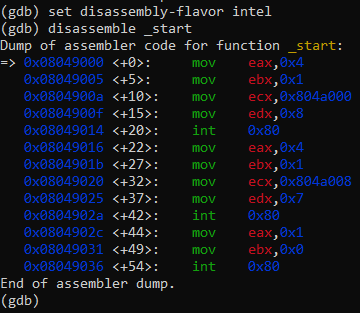 (gdb) set disassembly-flavor intel
(gdb) disassemble _start
Dump of assembler code for function _start:
=> 0x08049000 <+0>:     mov    eax,0x4
   0x08049005 <+5>:     mov    ebx,0x1
   0x0804900a <+10>:    mov    ecx,0x804a000
   0x0804900f <+15>:    mov    edx,0x8
   0x08049014 <+20>:    int    0x80
   0x08049016 <+22>:    mov    eax,0x4
   0x0804901b <+27>:    mov    ebx,0x1
   0x08049020 <+32>:    mov    ecx,0x804a008
   0x08049025 <+37>:    mov    edx,0x7
   0x0804902a <+42>:    int    0x80
   0x0804902c <+44>:    mov    eax,0x1
   0x08049031 <+49>:    mov    ebx,0x0
   0x08049036 <+54>:    int    0x80
End of assembler dump.
(gdb)